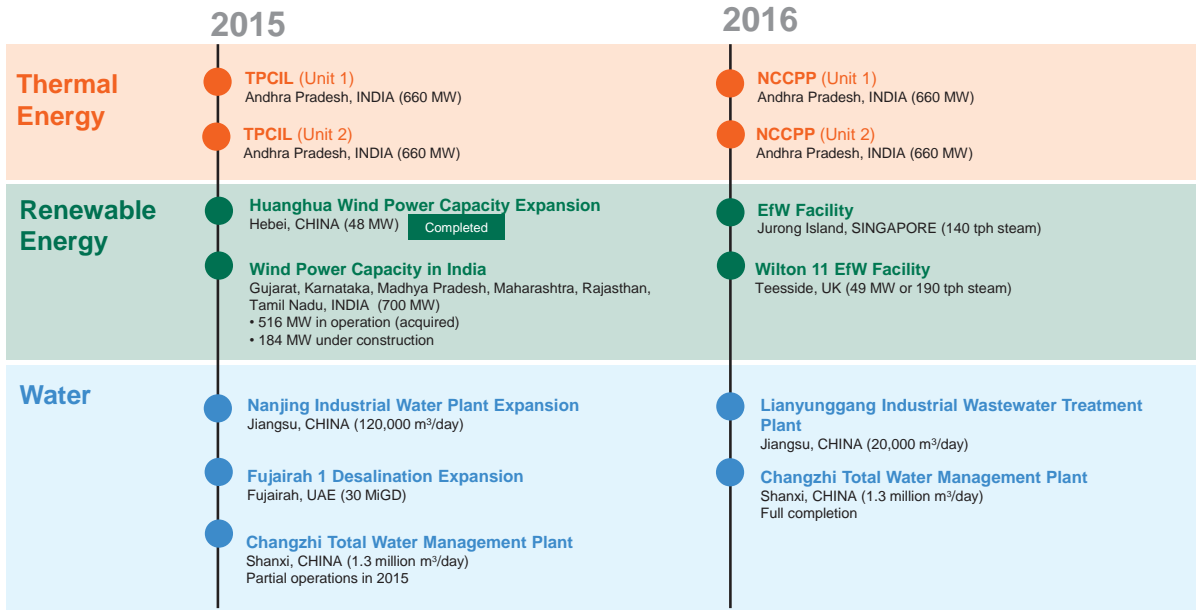 2015
2016
Thermal
Energy
TPCIL (Unit 1)
Andhra Pradesh, INDIA (660 MW)
TPCIL (Unit 2)
Andhra Pradesh, INDIA (660 MW)
NCCPP (Unit 1)
Andhra Pradesh, INDIA (660 MW)
NCCPP (Unit 2)
Andhra Pradesh, INDIA (660 MW)
Renewable
Energy
Huanghua Wind Power Capacity Expansion
Hebei, CHINA (48 MW)
Completed
Wind Power Capacity in India
Gujarat, Karnataka, Madhya Pradesh, Maharashtra, Rajasthan,
Tamil Nadu, INDIA (700 MW)
• 516 MW in operation (acquired)
• 184 MW under construction
EfW Facility
Jurong Island, SINGAPORE (140 tph steam)
Wilton 11 EfW Facility
Teesside, UK (49 MW or 190 tph steam)
Water
Nanjing Industrial Water Plant Expansion
Jiangsu, CHINA (120,000 m³/day)
Fujairah 1 Desalination Expansion
Fujairah, UAE (30 MiGD)
Changzhi Total Water Management Plant
Shanxi, CHINA (1.3 million m³/day)
Partial operations in 2015
Lianyunggang Industrial Wastewater Treatment
Plant
Jiangsu, CHINA (20,000 m³/day)
Changzhi Total Water Management Plant
Shanxi, CHINA (1.3 million m³/day)
Full completion